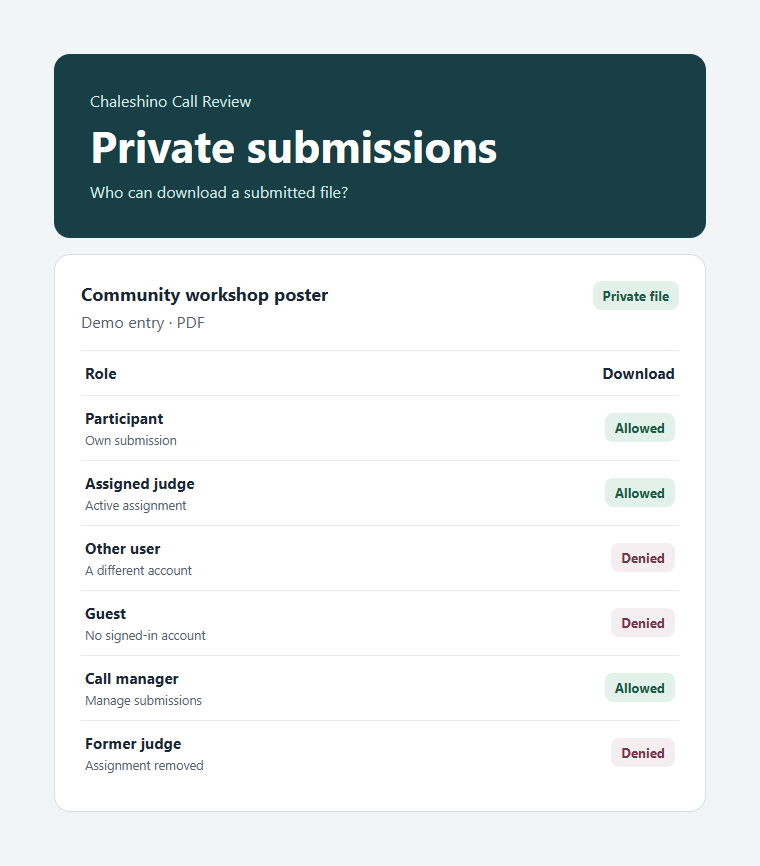 Chaleshino Call Review
Private submissions
Who can download a submitted file?
Community workshop poster
Private file
Demo entry · PDF
Role
Download
Participant
Own submission
Allowed
Assigned judge
Active assignment
Allowed
Other user
A different account
Denied
Guest
No signed-in account
Denied
Call manager
Manage submissions
Allowed
Former judge
Assignment removed
Denied